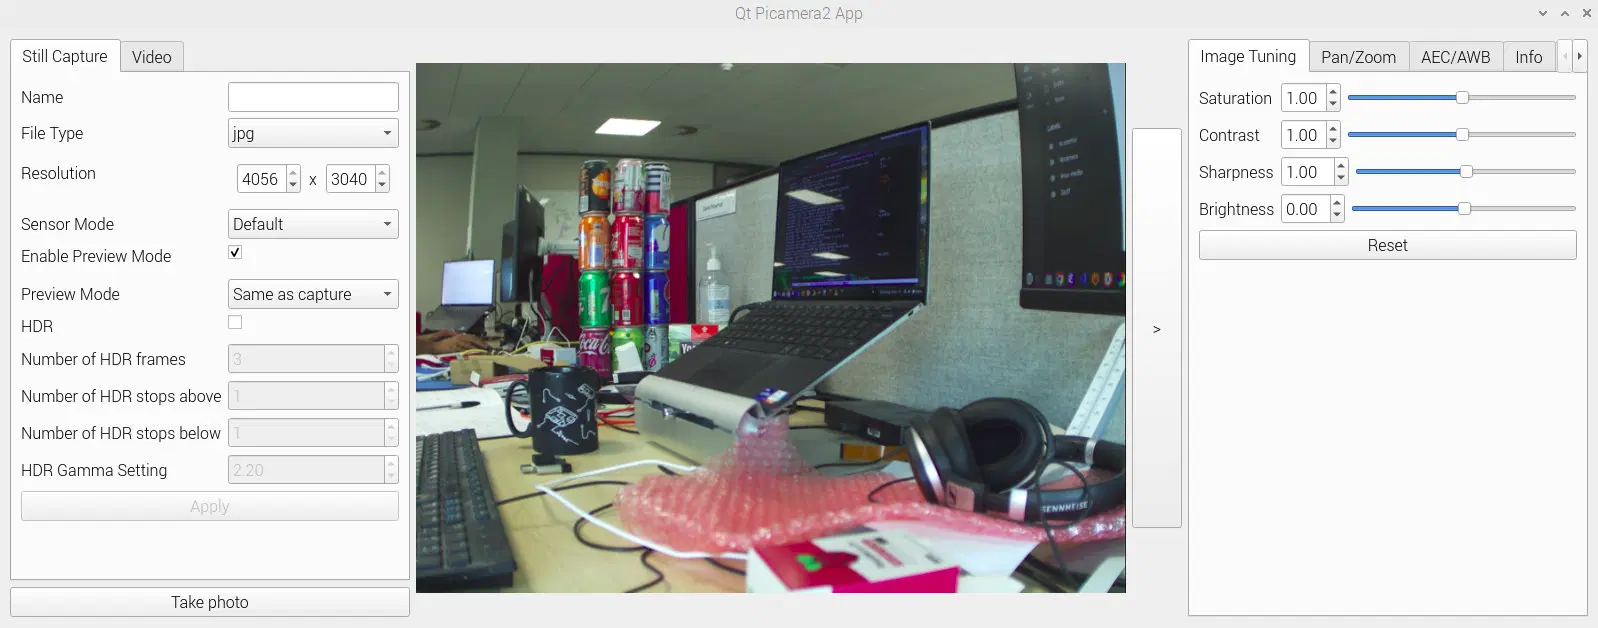 Qt Picamera2 App
Still Capture
Video
Name
File Type
jpg
Resolution
4056 x 3040
Sensor Mode
Default
Enable Preview Mode
Preview Mode
Same as capture
HDR
Number of HDR frames
3
Number of HDR stops above
1
Number of HDR stops below
1
HDR Gamma Setting
2.20
Apply
Take photo
Coca-Cola
SENNHEISER
>
Image Tuning
Pan/Zoom
AEC/AWB
Info
Saturation
1.00
Contrast
1.00
Sharpness
1.00
Brightness
0.00
Reset